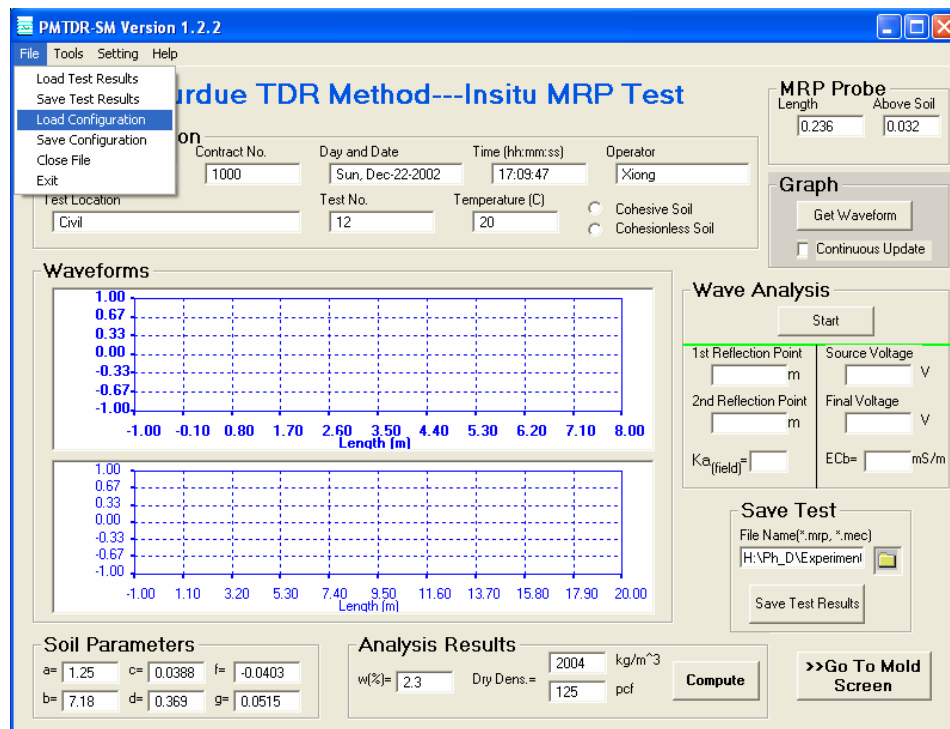 PMTDR-SM Version 1.2.2
File Tools Setting Help
Load Test Results
Save Test Results
Load Configuration
Save Configuration
Close File
Exit
urdue TDR Method---Insitu MRP Test
MRP Probe
Length Above Soil
0.236 0.032
on
Contract No. Day and Date Time (hh:mm:ss) Operator
1000 Sun, Dec-22-2002 17:09:47 Xiong
Test Location Test No. Temperature (C)
Civil 12 20
Cohesive Soil
Cohesionless Soil
Graph
Get Waveform
Continuous Update
Waveforms
1.00
0.67
0.33
0.00
-0.33
-0.67
-1.00
-1.00 -0.10 0.80 1.70 2.60 3.50 4.40 5.30 6.20 7.10 8.00
Length (m)
1.00
0.67
0.33
0.00
-0.33
-0.67
-1.00
-1.00 1.10 3.20 5.30 7.40 9.50 11.60 13.70 15.80 17.90 20.00
Length (m)
Wave Analysis
Start
1st Reflection Point Source Voltage
m V
2nd Reflection Point Final Voltage
m V
Ka(field)= ECb= mS/m
Save Test
File Name(*.mrp, *.mec)
H:\Ph_D\Experiment
Save Test Results
Soil Parameters
a= 1.25 c= 0.0388 f= -0.0403
b= 7.18 d= 0.369 g= 0.0515
Analysis Results
w(%)= 2.3 Dry Dens.= 2004 kg/m^3
125 pcf
Compute
>>Go To Mold
Screen